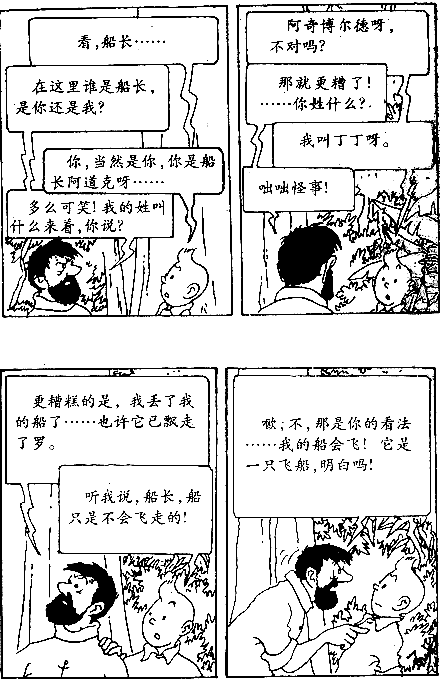 看,船长……
在这里谁是船长,
是你还是我?
你,当然是你,你是船
长阿道克呀……
多么可笑!我的姓叫
什么来着,你说?
阿奇博尔德呀,
不对吗?
那就更糟了!
……你姓什么?
我叫丁丁呀。
咄咄怪事!
更糟糕的是,我丢了我
的船了……也许它已飘走
了罗。
听我说,船长,船
只是不会飞走的!
嗽;不,那是你的看法
……我的船会飞!它是
一只飞船,明白吗!